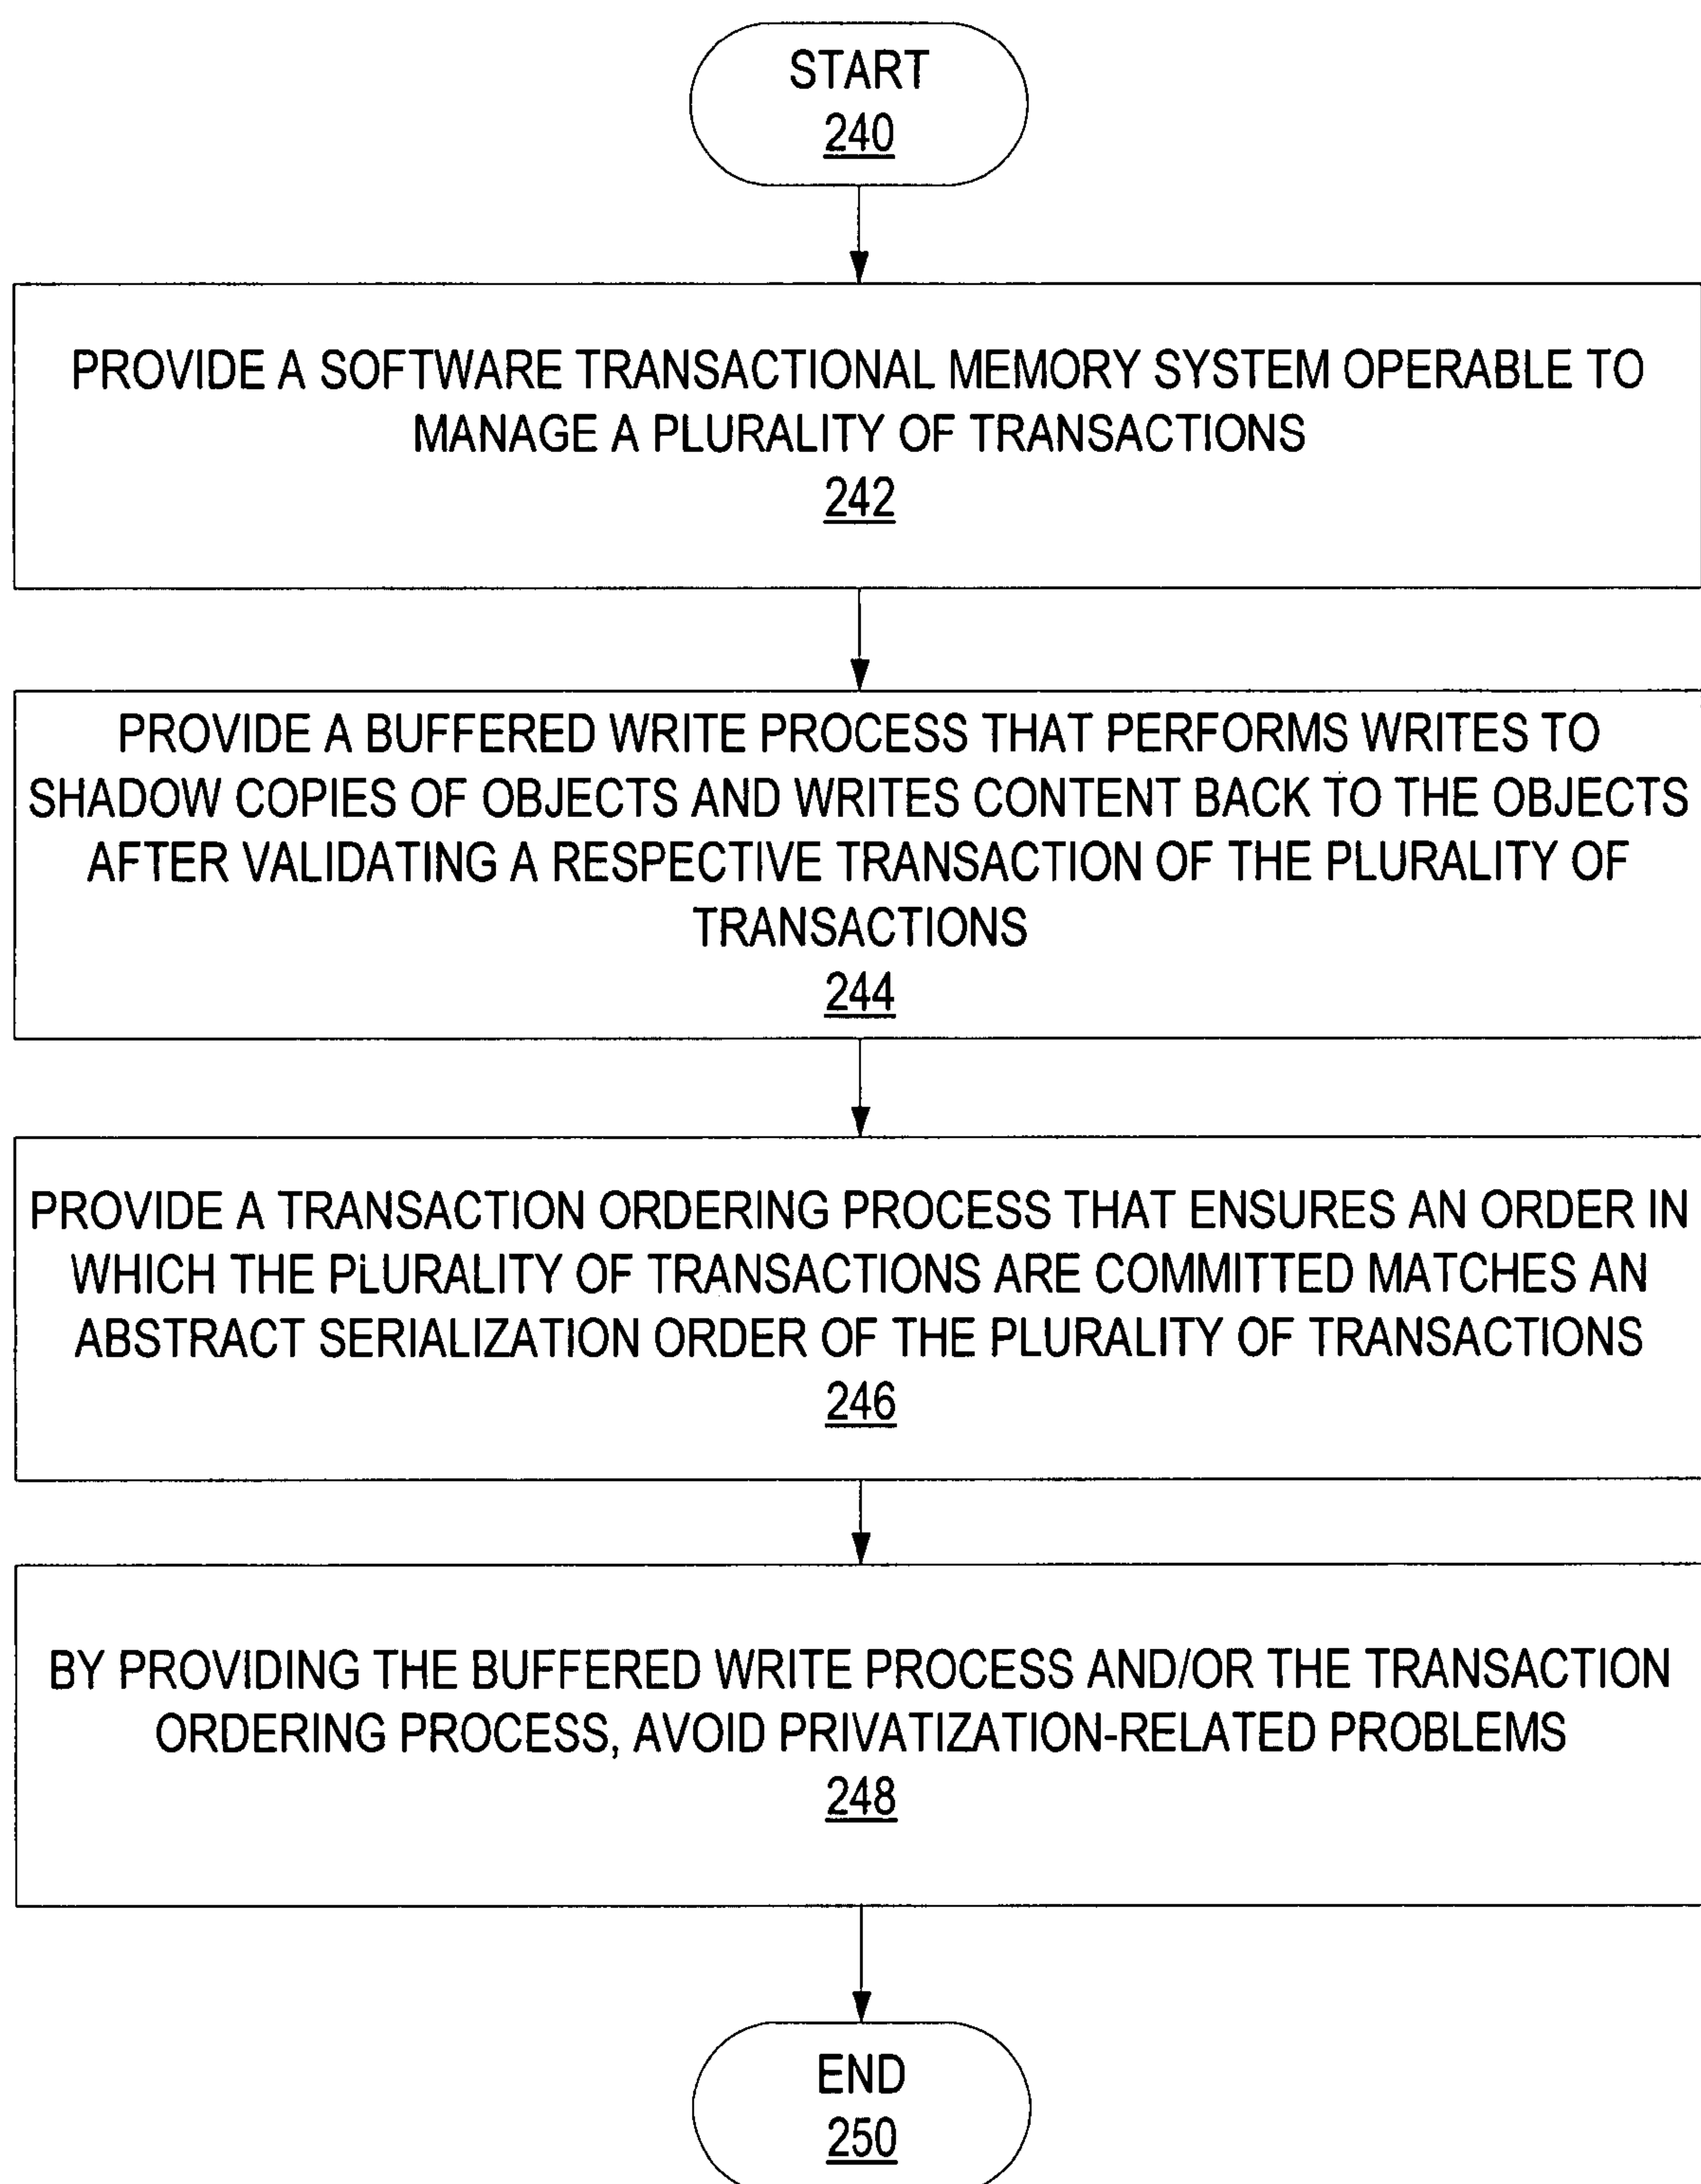 START
240
PROVIDE A SOFTWARE TRANSACTIONAL MEMORY SYSTEM OPERABLE TO
MANAGE A PLURALITY OF TRANSACTIONS
242
PROVIDE A BUFFERED WRITE PROCESS THAT PERFORMS WRITES TO
SHADOW COPIES OF OBJECTS AND WRITES CONTENT BACK TO THE OBJECTS
AFTER VALIDATING A RESPECTIVE TRANSACTION OF THE PLURALITY OF
TRANSACTIONS
244
PROVIDE A TRANSACTION ORDERING PROCESS THAT ENSURES AN ORDER IN
WHICH THE PLURALITY OF TRANSACTIONS ARE COMMITTED MATCHES AN
ABSTRACT SERIALIZATION ORDER OF THE PLURALITY OF TRANSACTIONS
246
BY PROVIDING THE BUFFERED WRITE PROCESS AND/OR THE TRANSACTION
ORDERING PROCESS, AVOID PRIVATIZATION-RELATED PROBLEMS
248
END
250